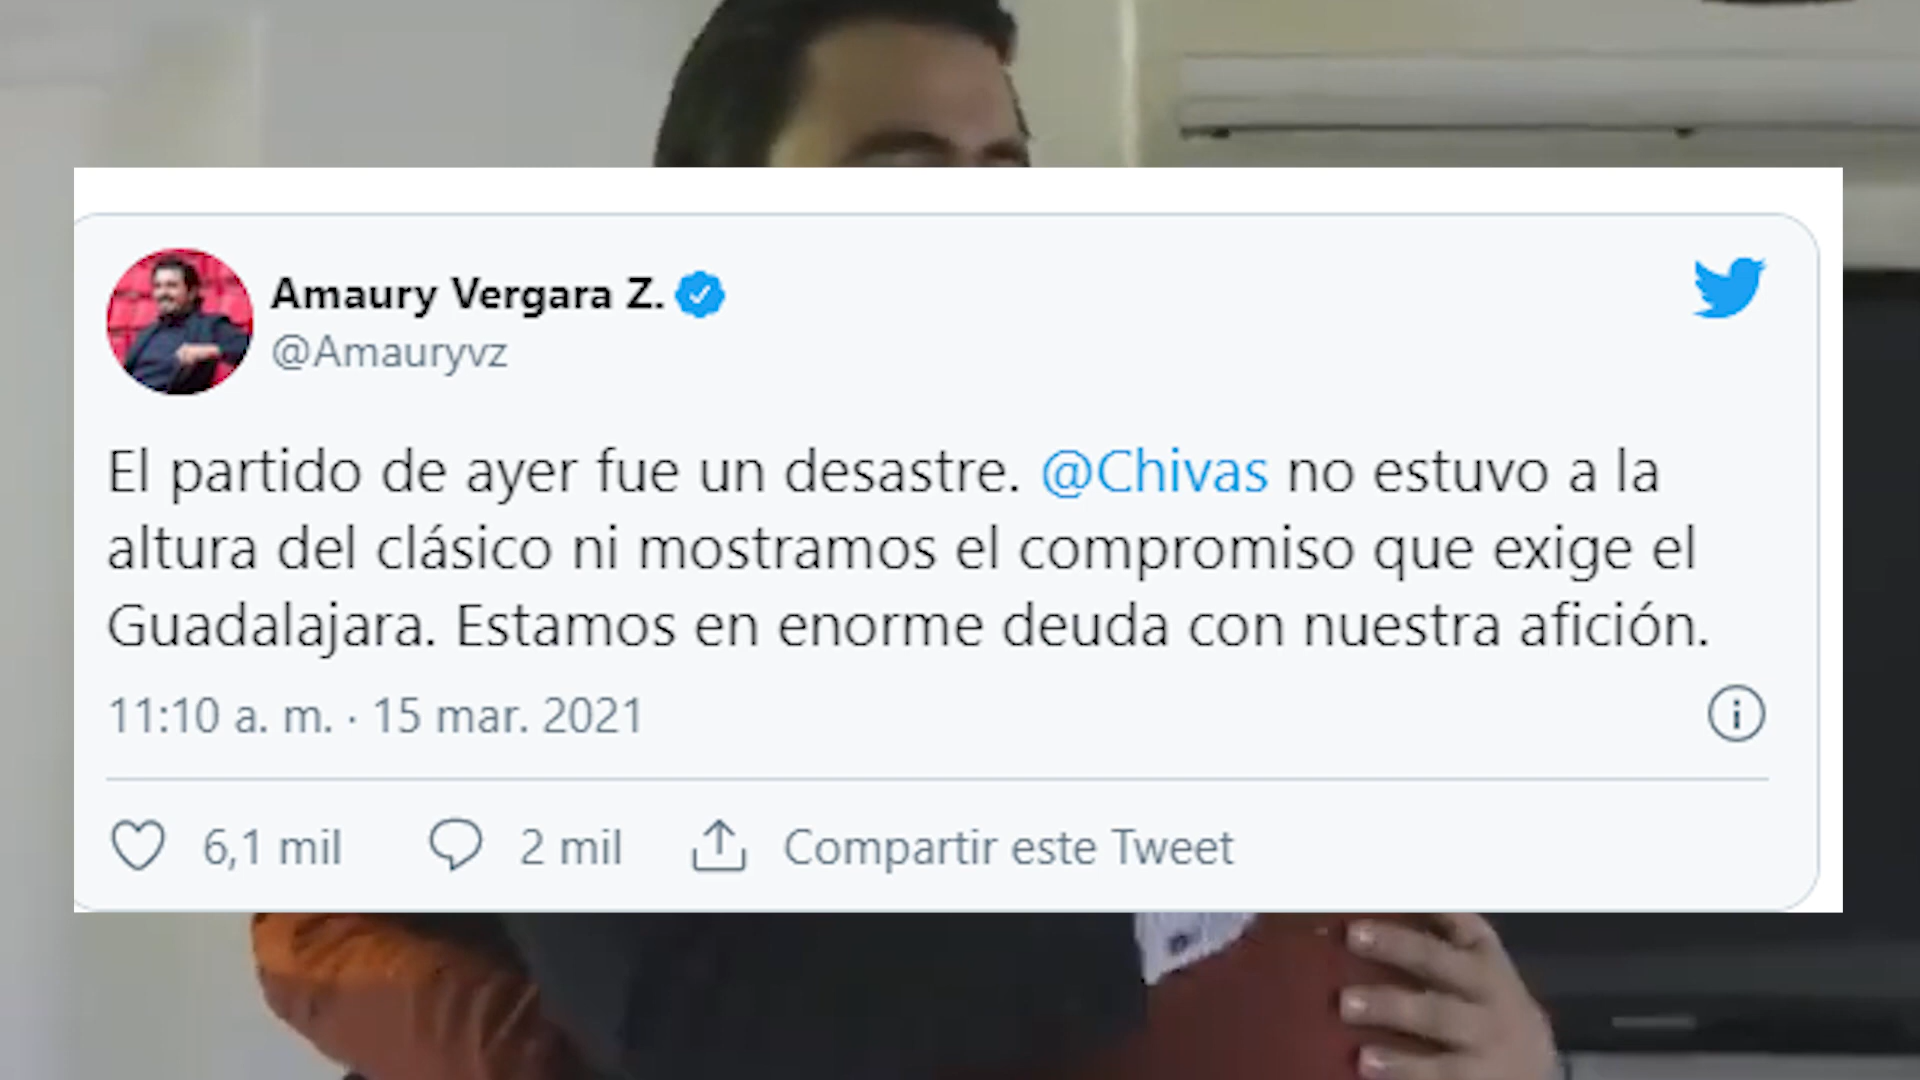 Amaury Vergara Z.
@Amauryvz
El partido de ayer fue un desastre. @Chivas no estuvo a la
altura del clásico ni mostramos el compromiso que exige el
Guadalajara. Estamos en enorme deuda con nuestra afición.
11:10 a. m. · 15 mar. 2021
6,1 mil 2 mil Compartir este Tweet